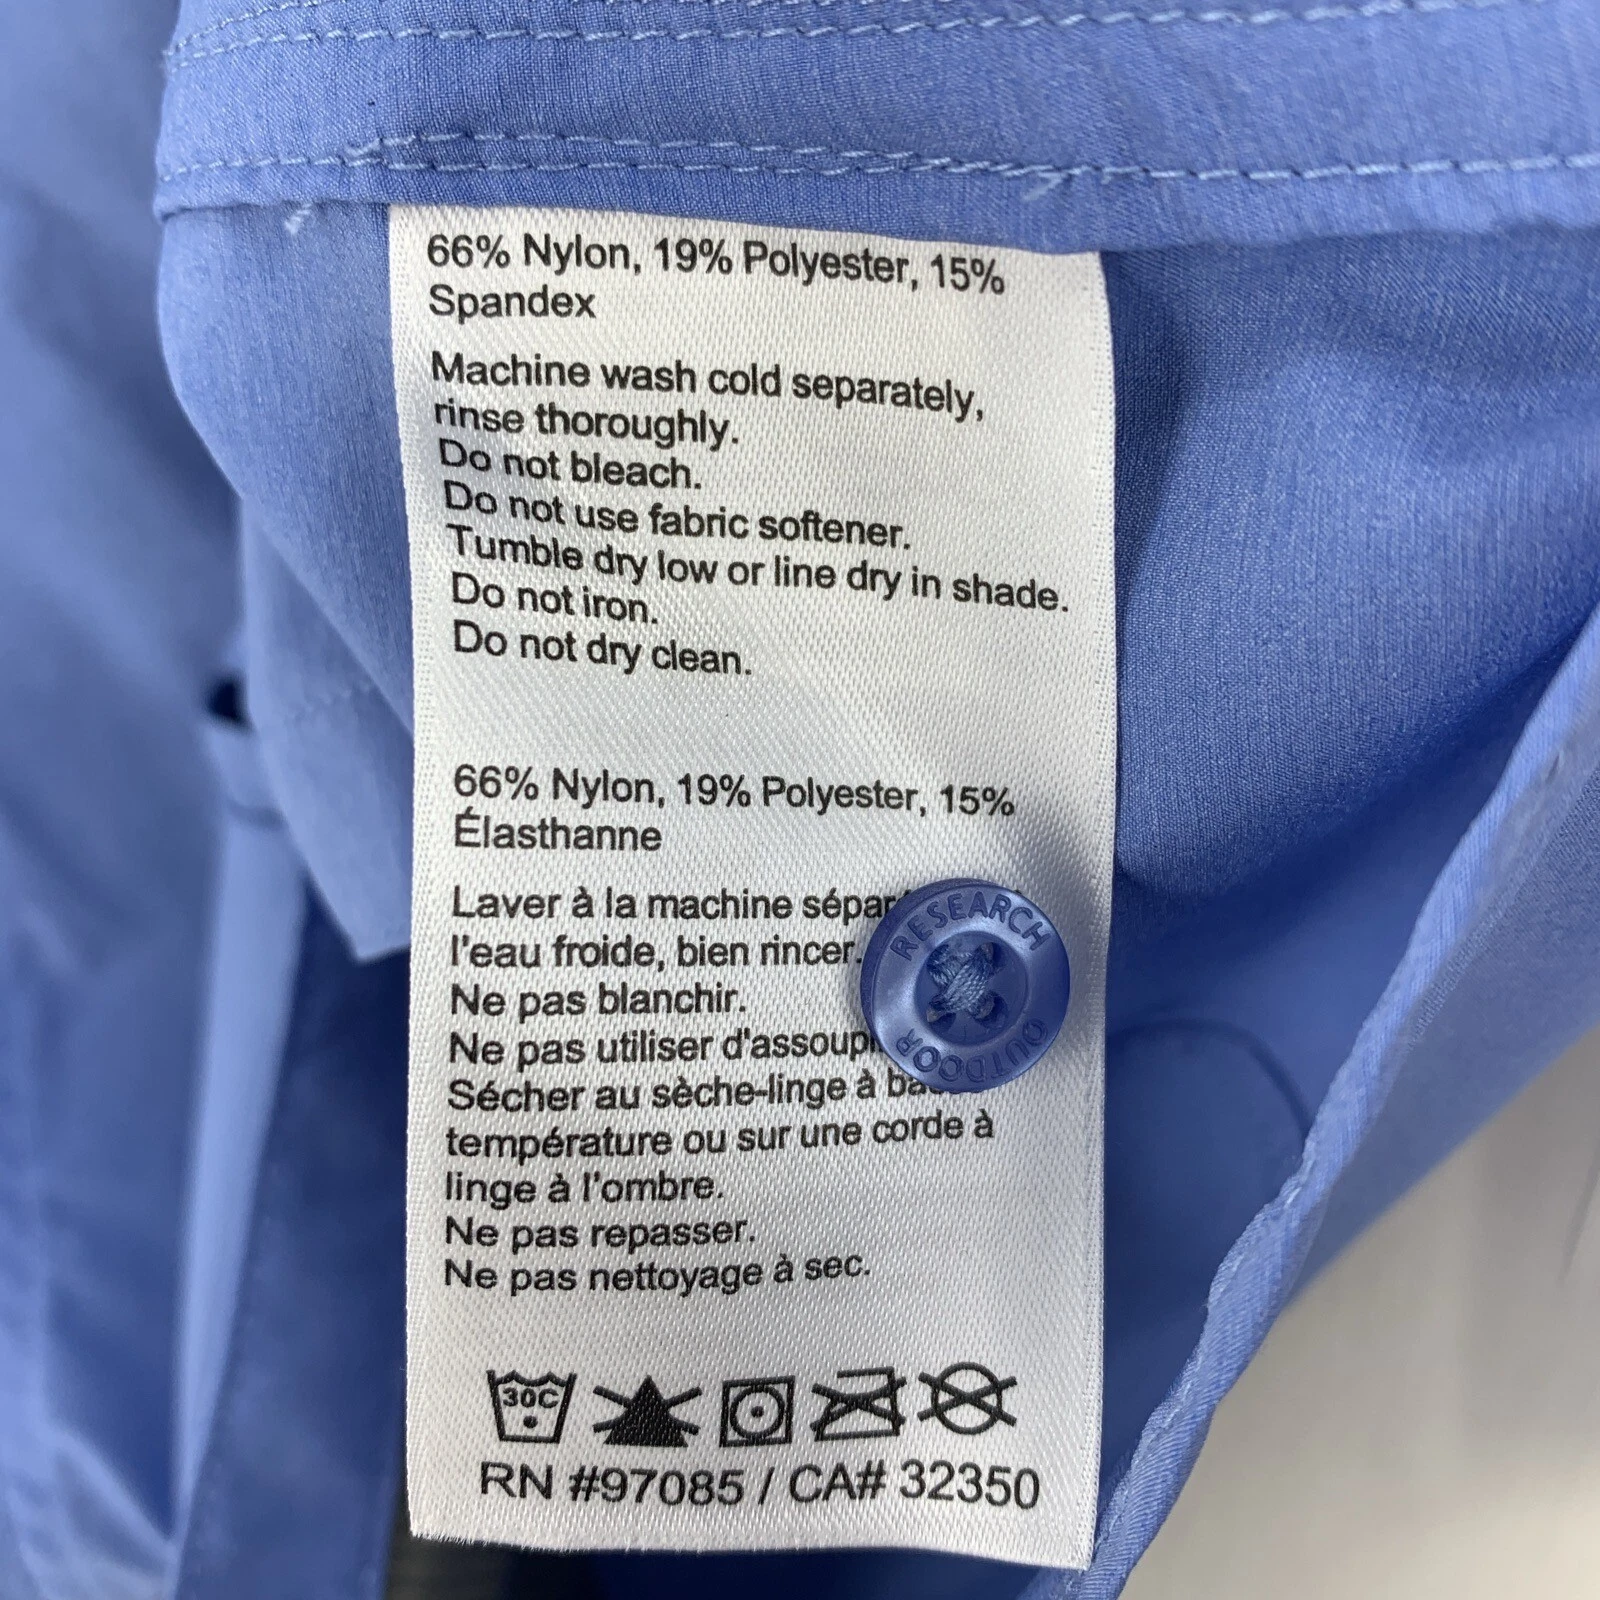 66% Nylon, 19% Polyester, 15%
Spandex
Machine wash cold separately,
rinse thoroughly.
Do not bleach.
Do not use fabric softener.
Tumble dry low or line dry in shade.
Do not iron.
Do not dry clean.
66% Nylon, 19% Polyester, 15%
Élasthanne
Laver à la machine
l'eau froide, bien rincer.
Ne pas blanchir.
Ne pas utiliser
Sécher au sèche-linge à
température ou sur une corde à
linge à l'ombre.
Ne pas repasser.
Ne pas nettoyage à sec.
RESEARCH
OUTDOOR
30C
RN #97085 / CA# 32350